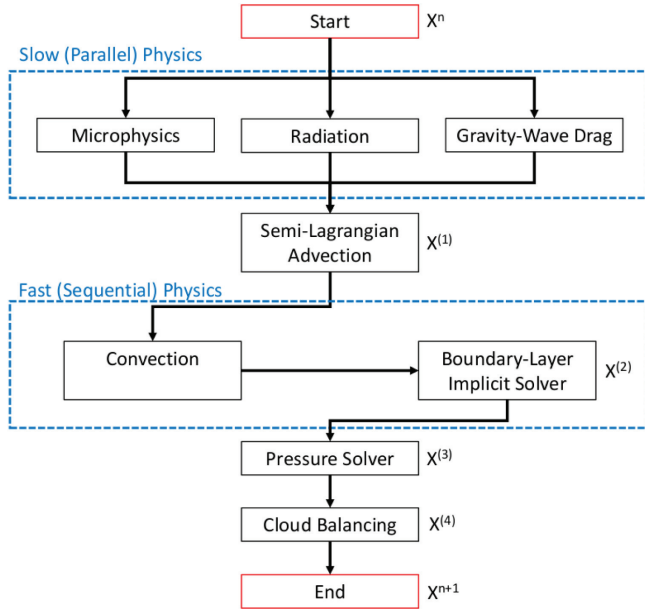 Start X^n
Slow (Parallel) Physics
Microphysics Radiation Gravity-Wave Drag
Semi-Lagrangian
Advection X^(1)
Fast (Sequential) Physics
Convection Boundary-Layer
Implicit Solver X^(2)
Pressure Solver X^(3)
Cloud Balancing X^(4)
End X^n+1